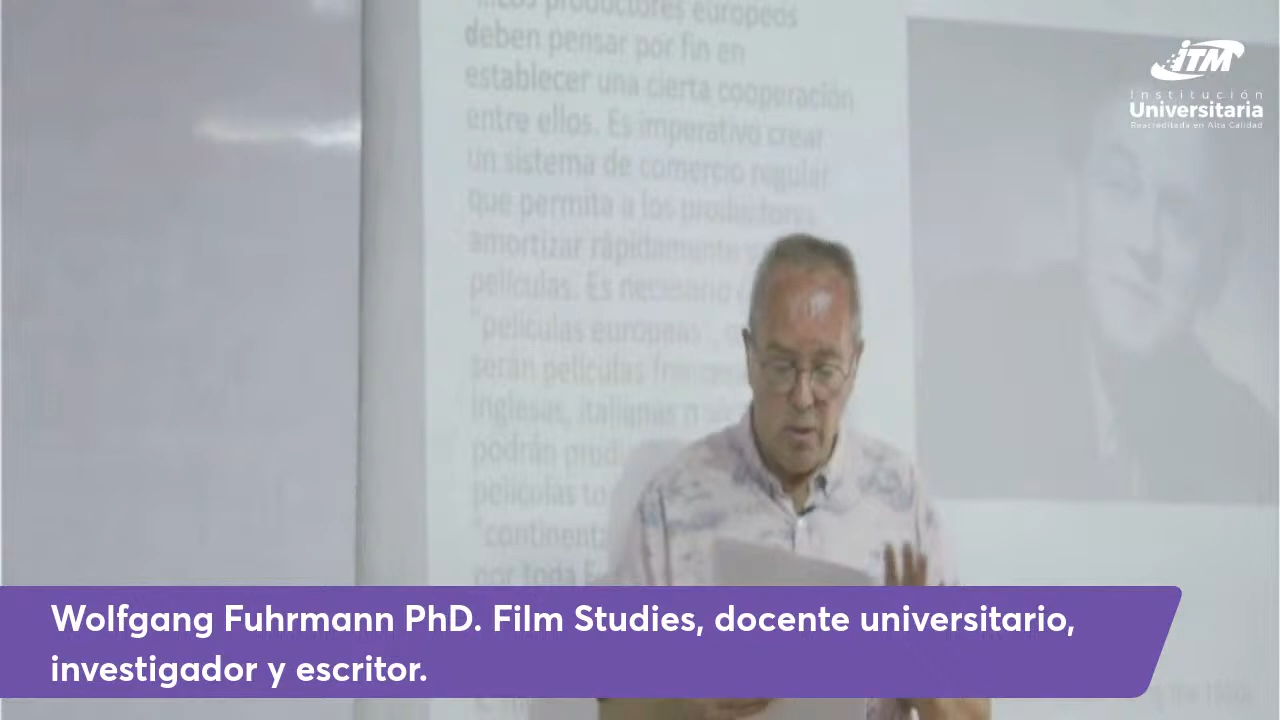 "...Los productores europeos
deben pensar por fin en
establecer una cierta cooperación
entre ellos. Es imperativo crear
un sistema de comercio regular
que permita a los productores
amortizar rápidamente
películas. Es necesario
"películas europeas",
serán películas
inglesas, italianas
podrán
películas
"continent
por toda
iTM
Institución
Universitaria
Reacreditada en Alta Calidad
Wolfgang Fuhrmann PhD. Film Studies, docente universitario,
investigador y escritor.